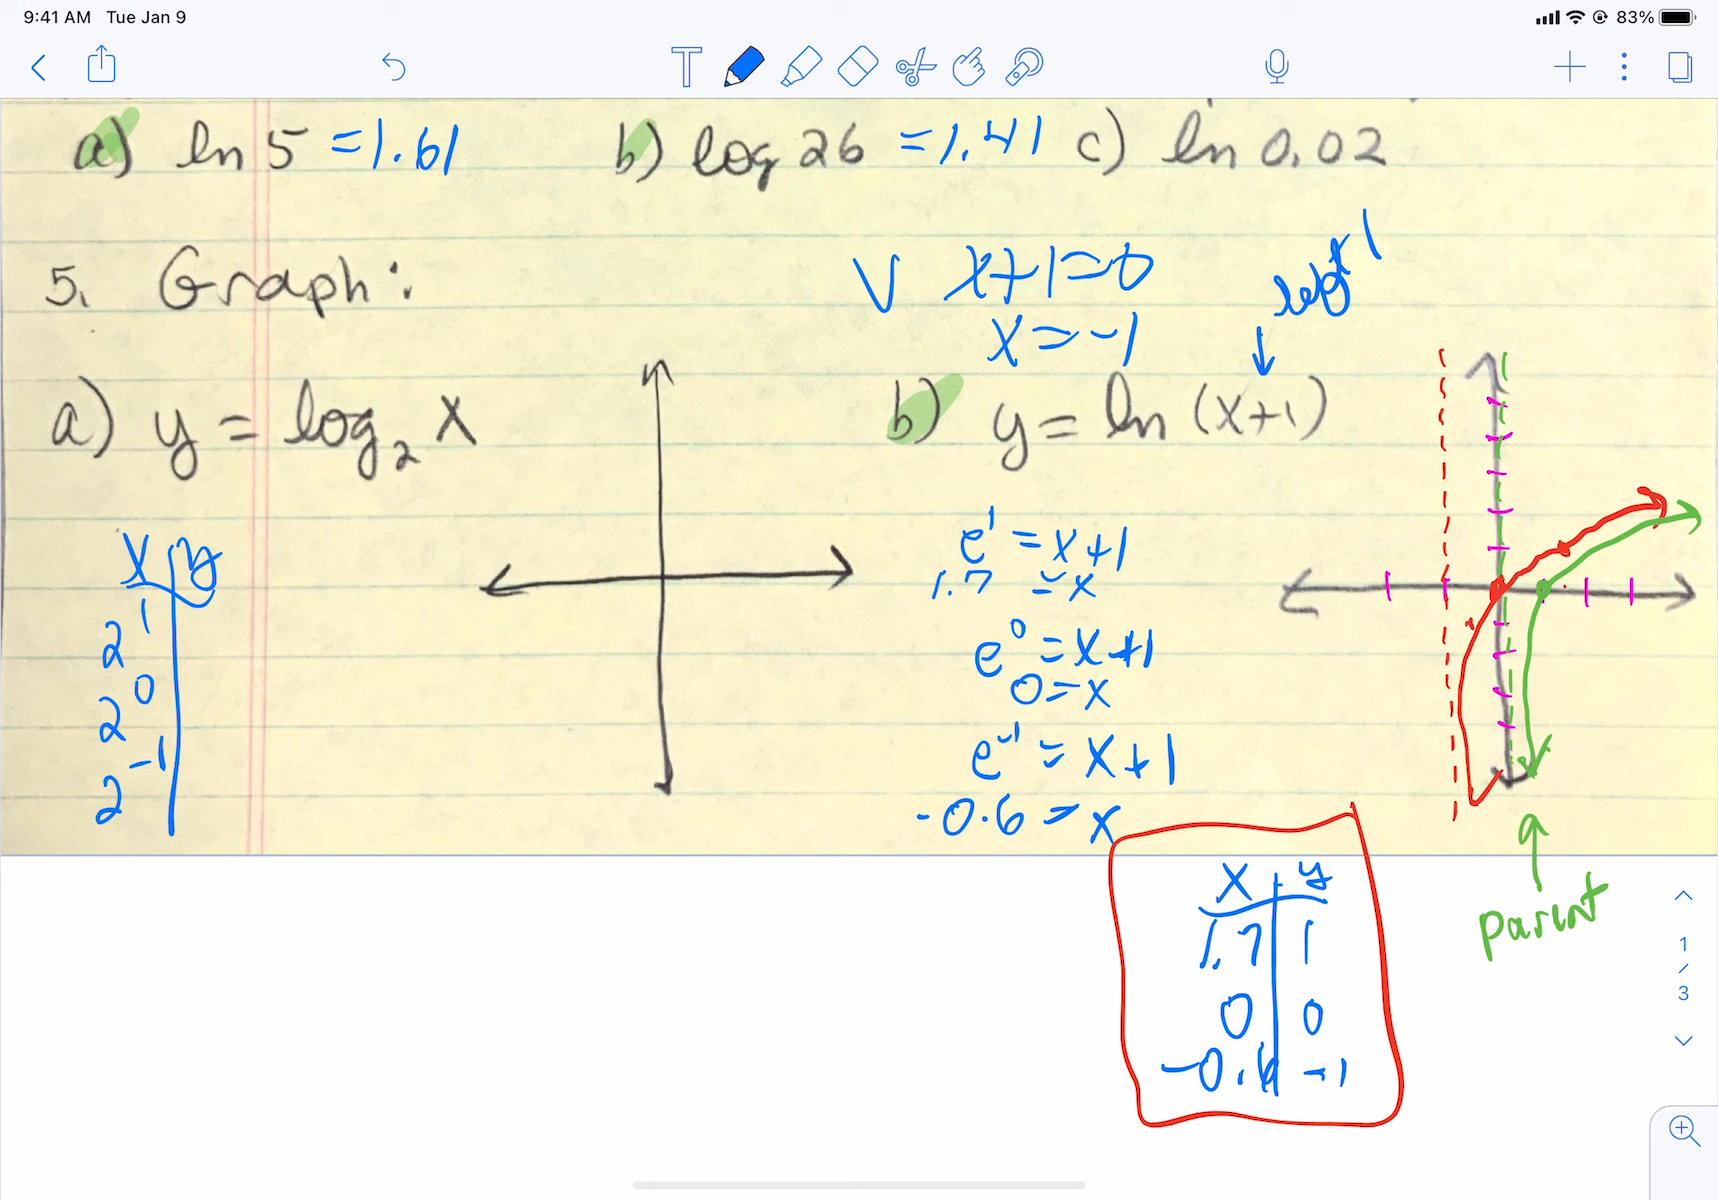 9:41 AM Tue Jan 9
83%
a) ln 5 = 1.61 b) log 26 = 1.41 c) ln 0.02
5. Graph:
V x+1=0
x=-1
left 1
a) y = log₂ x
b) y = ln (x+1)
x y
2¹
2⁰
2⁻¹
e¹ = x+1
1.7 = x
e⁰ = x+1
0 = x
e⁻¹ = x+1
-0.6 = x
parent
x y
1.7 1
0 0
-0.6 -1
1
/
3